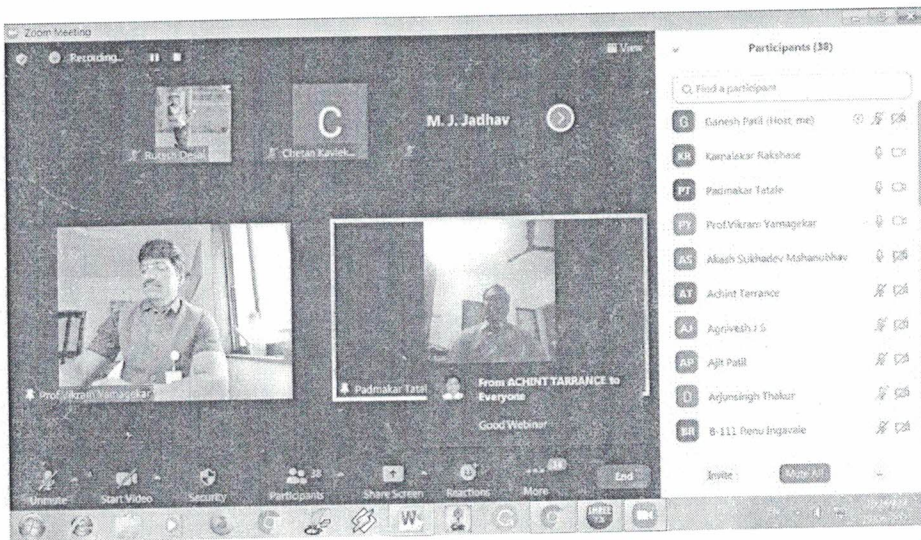 Zoom Meeting
Recording...
View
Participants (38)
Find a participant
C
M. J. Jadhav
Rutesh Desai
Chetan Kavlek...
G Ganesh Patil (Host, me)
KR Kamalakar Rakshase
PT Padmakar Tatale
PY Prof.Vikram Yamagekar
AS Akash Sukhadev Mahanubhav
AT Achint Tarrance
AJ Agnivesh J S
AP Ajit Patil
D Arjunsingh Thakur
BR B-111 Renu Ingavale
Prof.Vikram Yamagekar
Padmakar Tatal
From ACHINT TARRANCE to
Everyone
Good Webinar
Unmute
Start Video
Security
Participants
38
Share Screen
Reactions
More
End
Invite
Mute All
W
SHREE